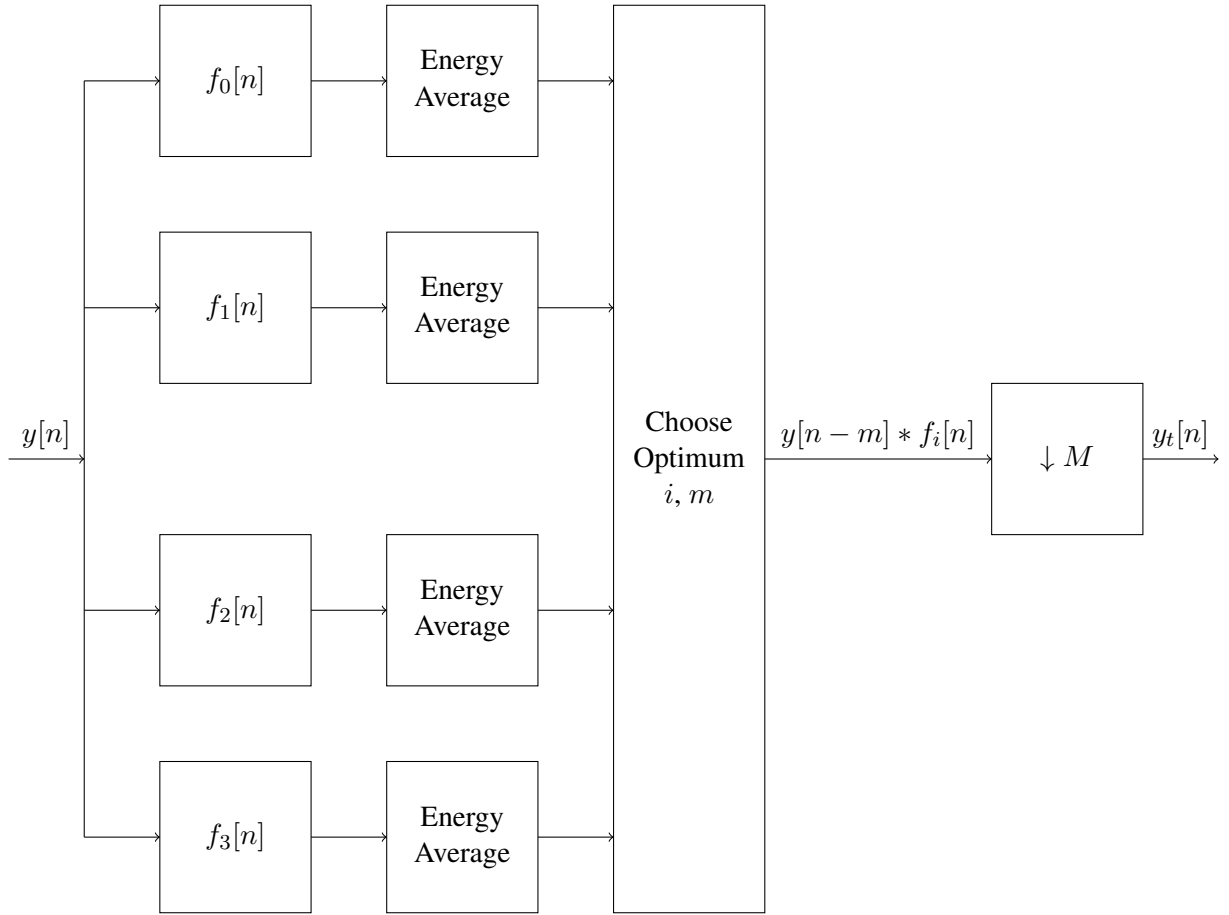 f_0[n]
Energy
Average
f_1[n]
Energy
Average
y[n]
Choose
Optimum
i, m
y[n − m] ∗ f_i[n]
↓ M
y_t[n]
f_2[n]
Energy
Average
f_3[n]
Energy
Average